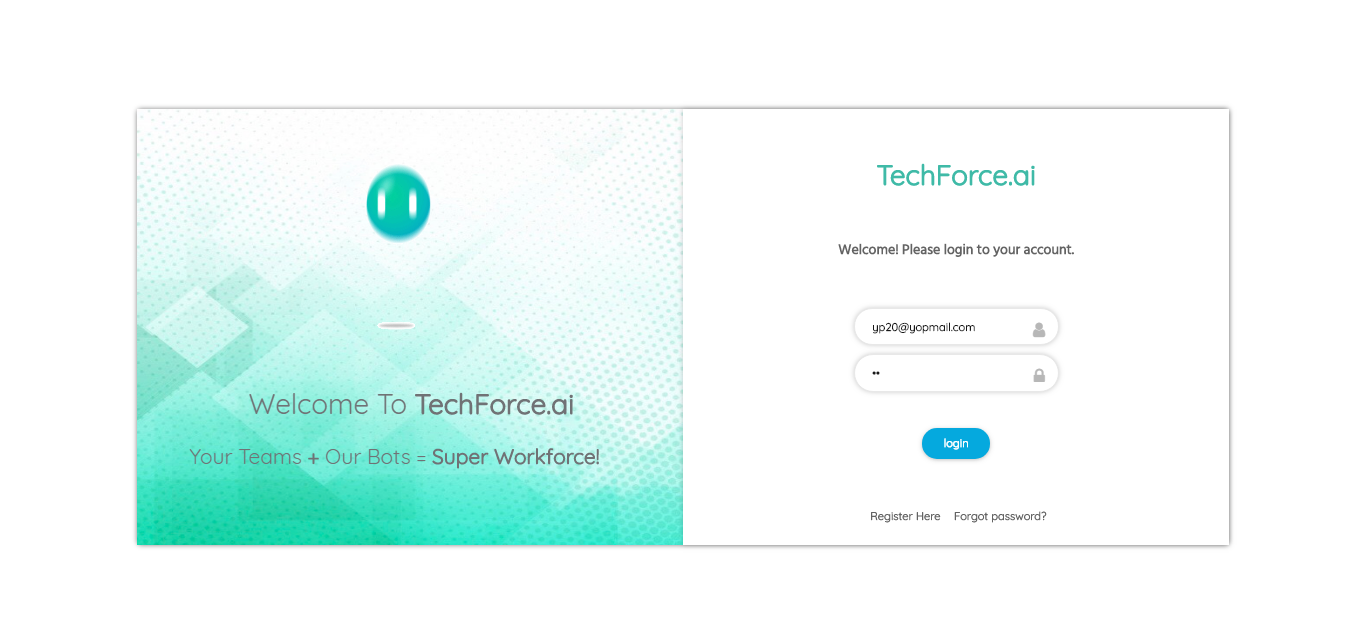 Welcome To TechForce.ai
Your Teams + Our Bots = Super Workforce!
TechForce.ai
Welcome! Please login to your account.
yp20@yopmail.com
••
login
Register Here Forgot password?